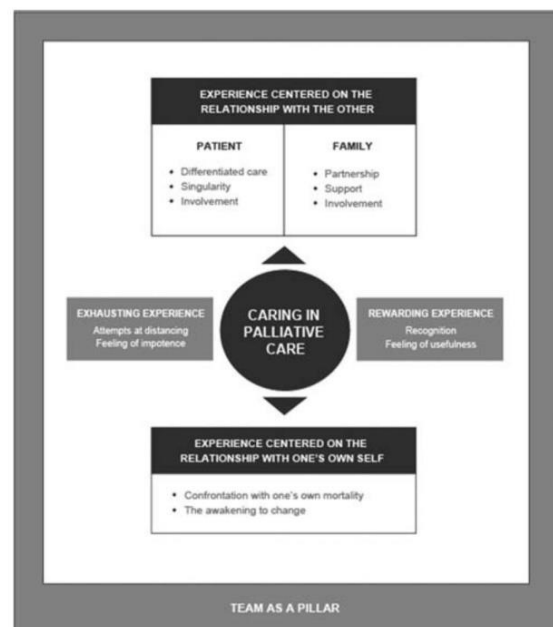 EXPERIENCE CENTERED ON THE
RELATIONSHIP WITH THE OTHER
PATIENT
• Differentiated care
• Singularity
• Involvement
FAMILY
• Partnership
• Support
• Involvement
EXHAUSTING EXPERIENCE
Attempts at distancing
Feeling of impotence
CARING IN
PALLIATIVE
CARE
REWARDING EXPERIENCE
Recognition
Feeling of usefulness
EXPERIENCE CENTERED ON THE
RELATIONSHIP WITH ONE'S OWN SELF
• Confrontation with one's own mortality
• The awakening to change
TEAM AS A PILLAR